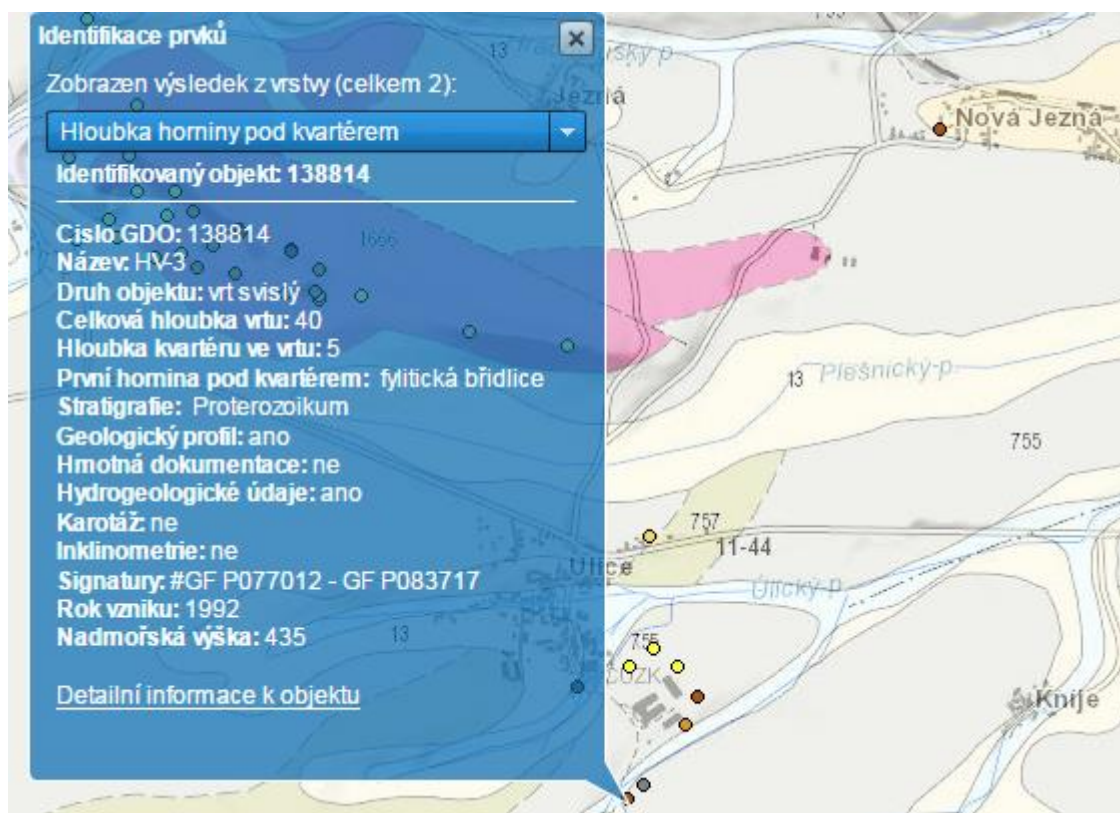 Identifikace prvků
Zobrazen výsledek z vrstvy (celkem 2):
Hloubka horniny pod kvartérem
Identifikovaný objekt: 138814
Cislo GDO: 138814
Název: HV-3
Druh objektu: vrt svislý
Celková hloubka vrtu: 40
Hloubka kvartéru ve vrtu: 5
První hornina pod kvartérem: fylitická břidlice
Stratigrafie: Proterozoikum
Geologický profil: ano
Hmotná dokumentace: ne
Hydrogeologické údaje: ano
Karotáž: ne
Inklinometrie: ne
Signatury: #GF P077012 - GF P083717
Rok vzniku: 1992
Nadmořská výška: 435
Detailní informace k objektu
13
Jezná
1666
Nová Jezná
13
Plešnický p.
755
757
11-44
Ulice
Úlický p.
13
755
ČÚZK
Kníje